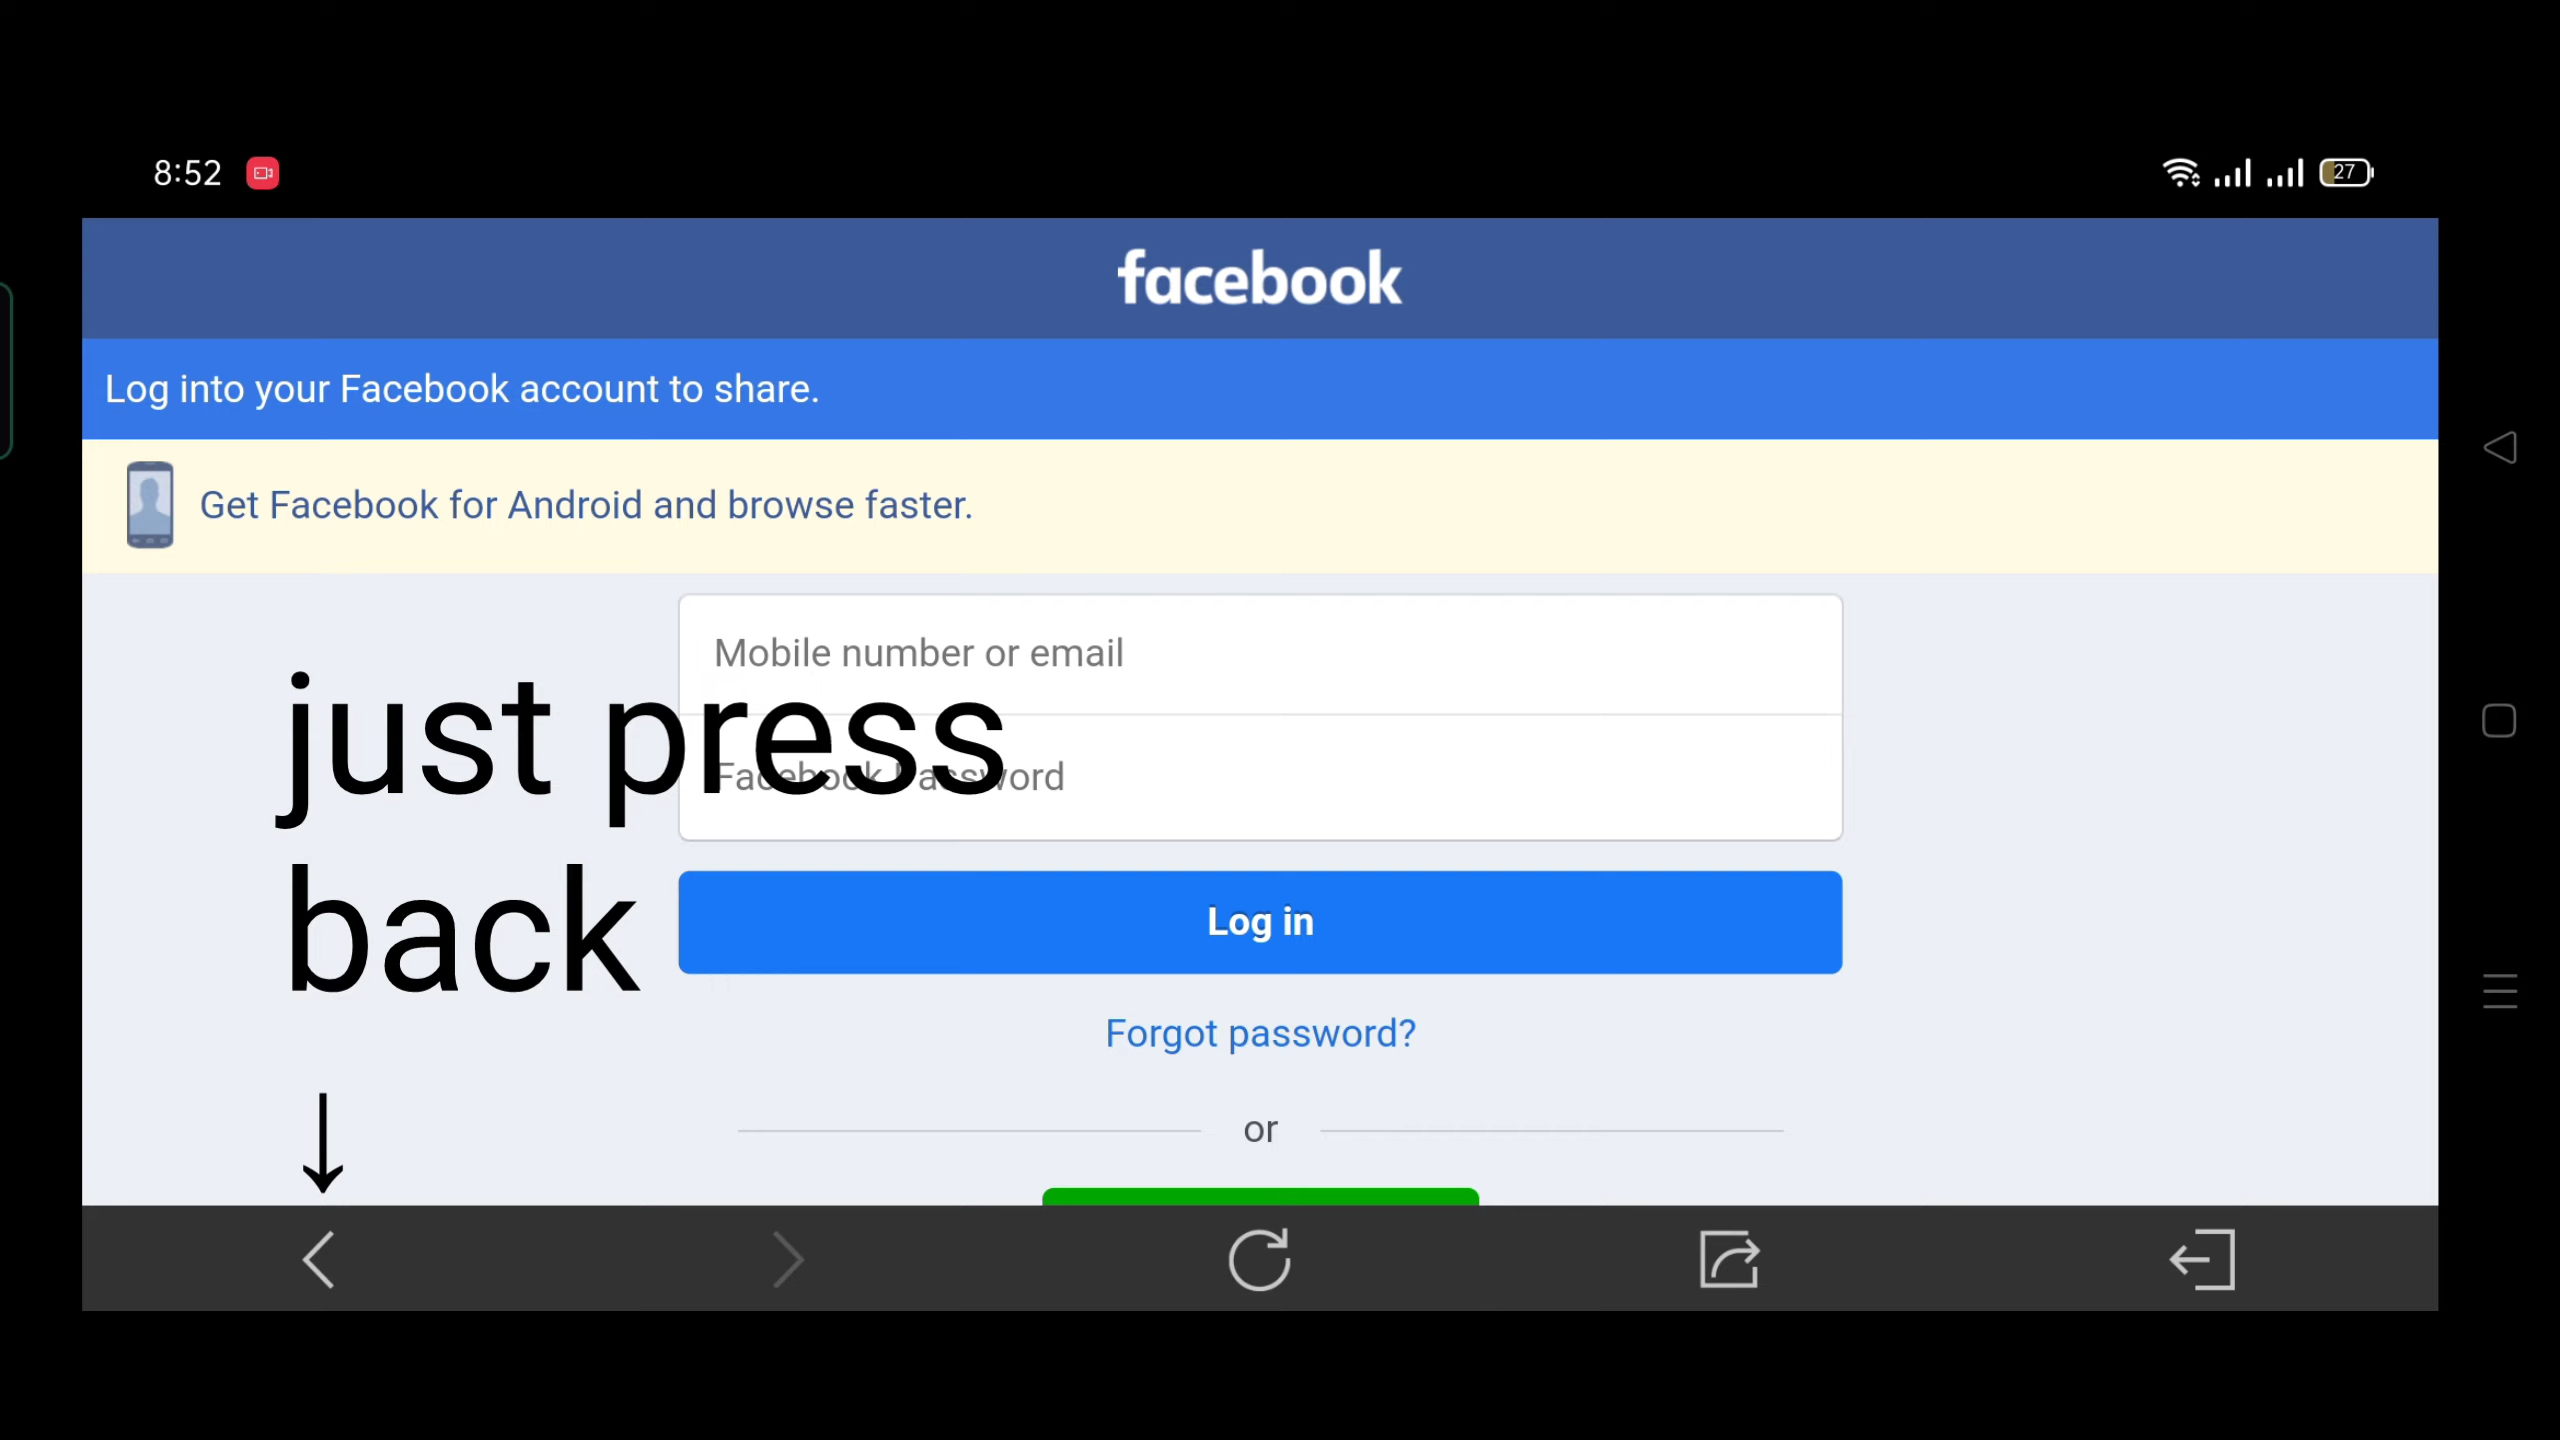 8:52
27
facebook
Log into your Facebook account to share.
Get Facebook for Android and browse faster.
Mobile number or email
just press
Facebook Password
back
Log in
Forgot password?
or